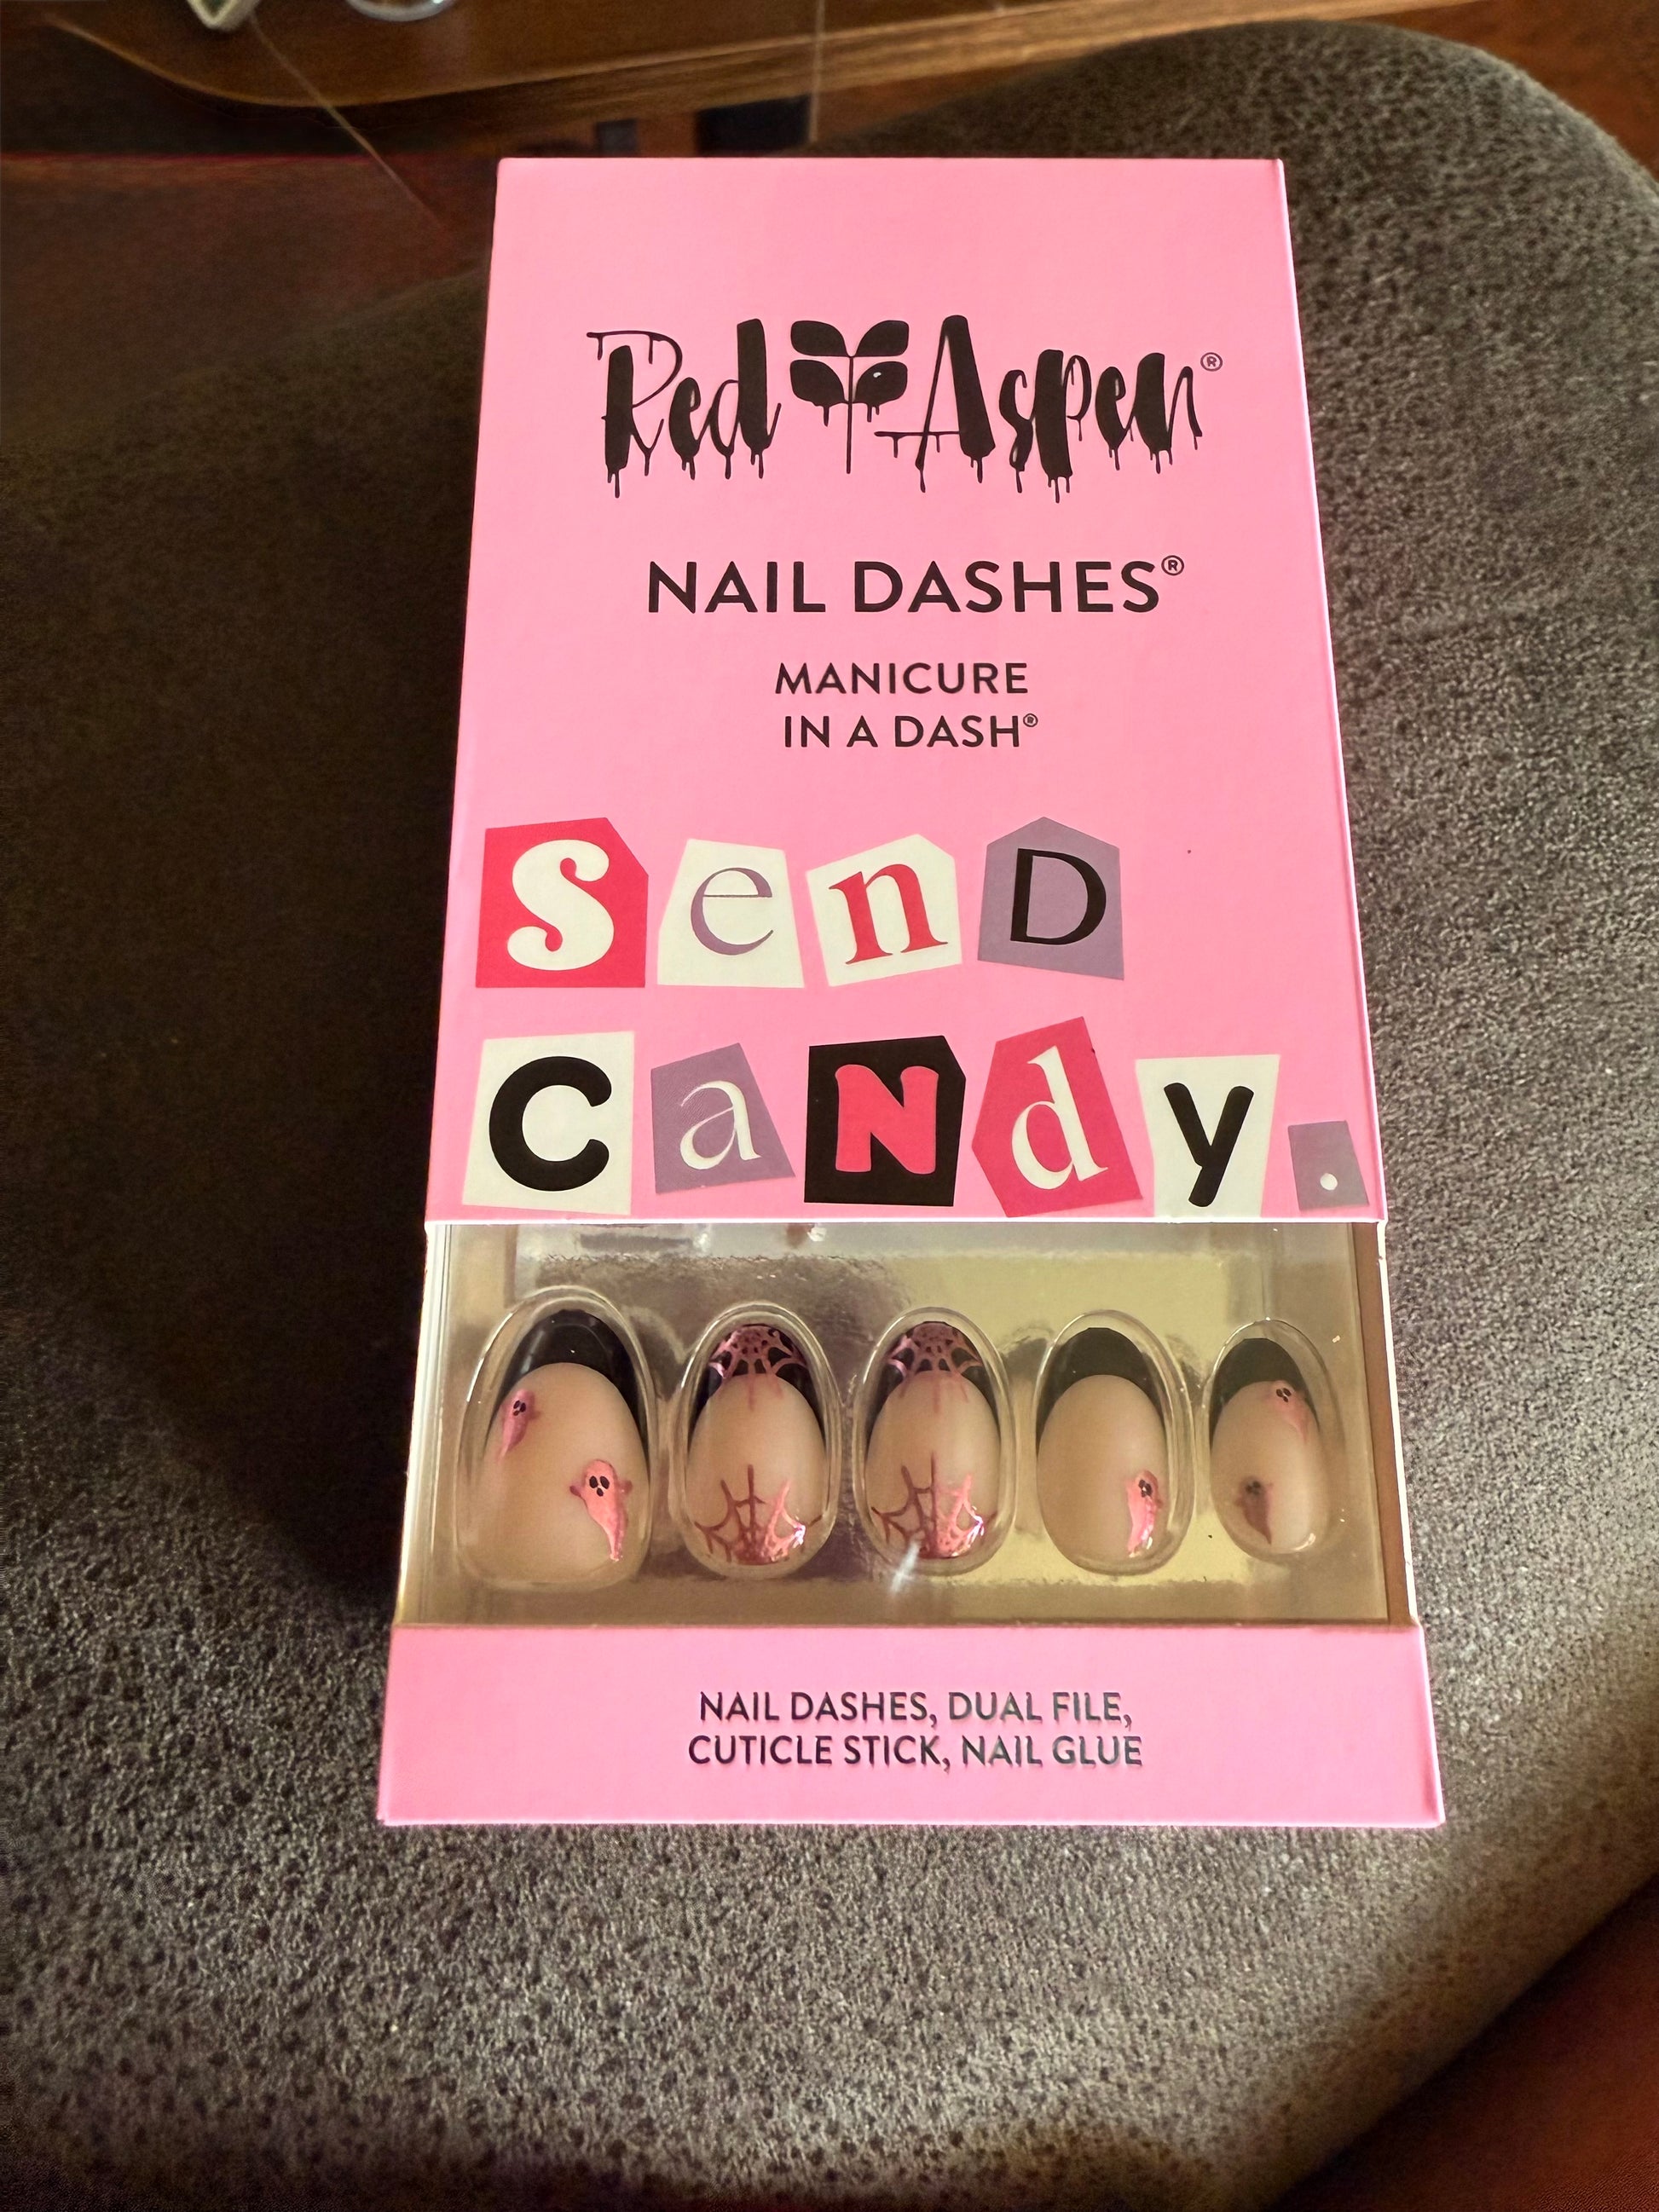 Red Aspen®
NAIL DASHES®
MANICURE
IN A DASH®
SenD
CaNdy.
NAIL DASHES, DUAL FILE,
CUTICLE STICK, NAIL GLUE